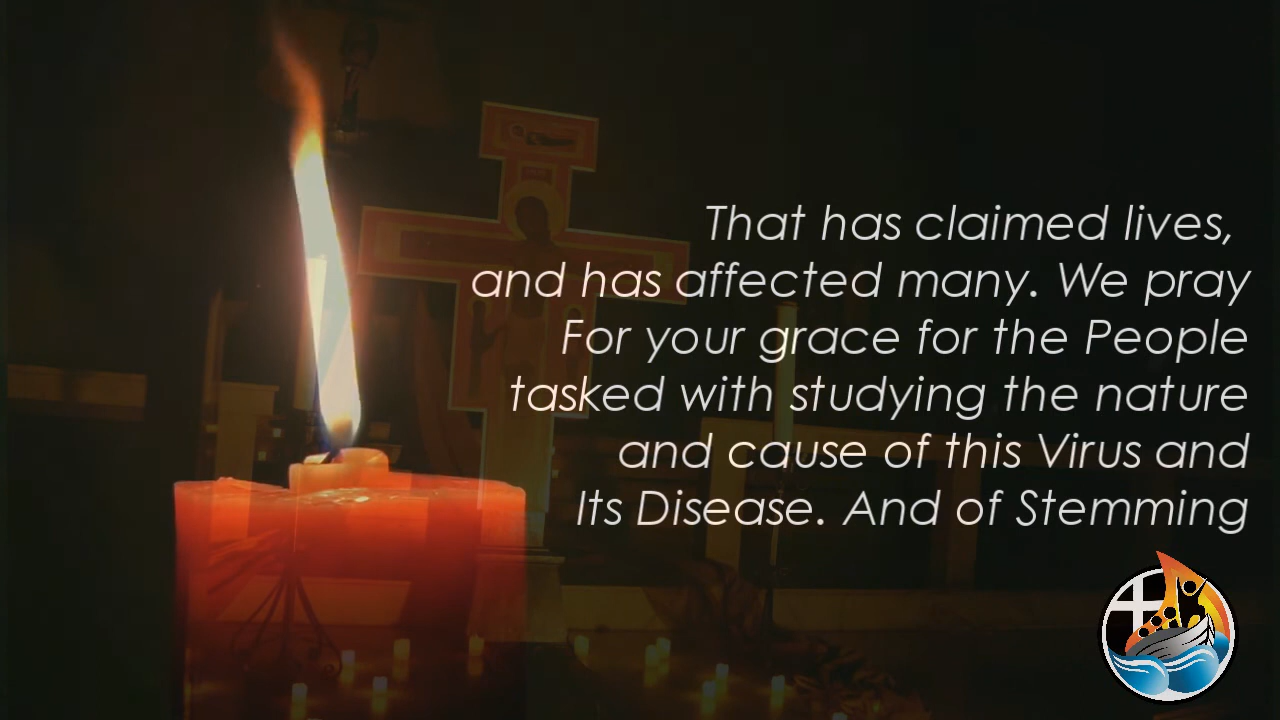 That has claimed lives,
and has affected many. We pray
For your grace for the People
tasked with studying the nature
and cause of this Virus and
Its Disease. And of Stemming